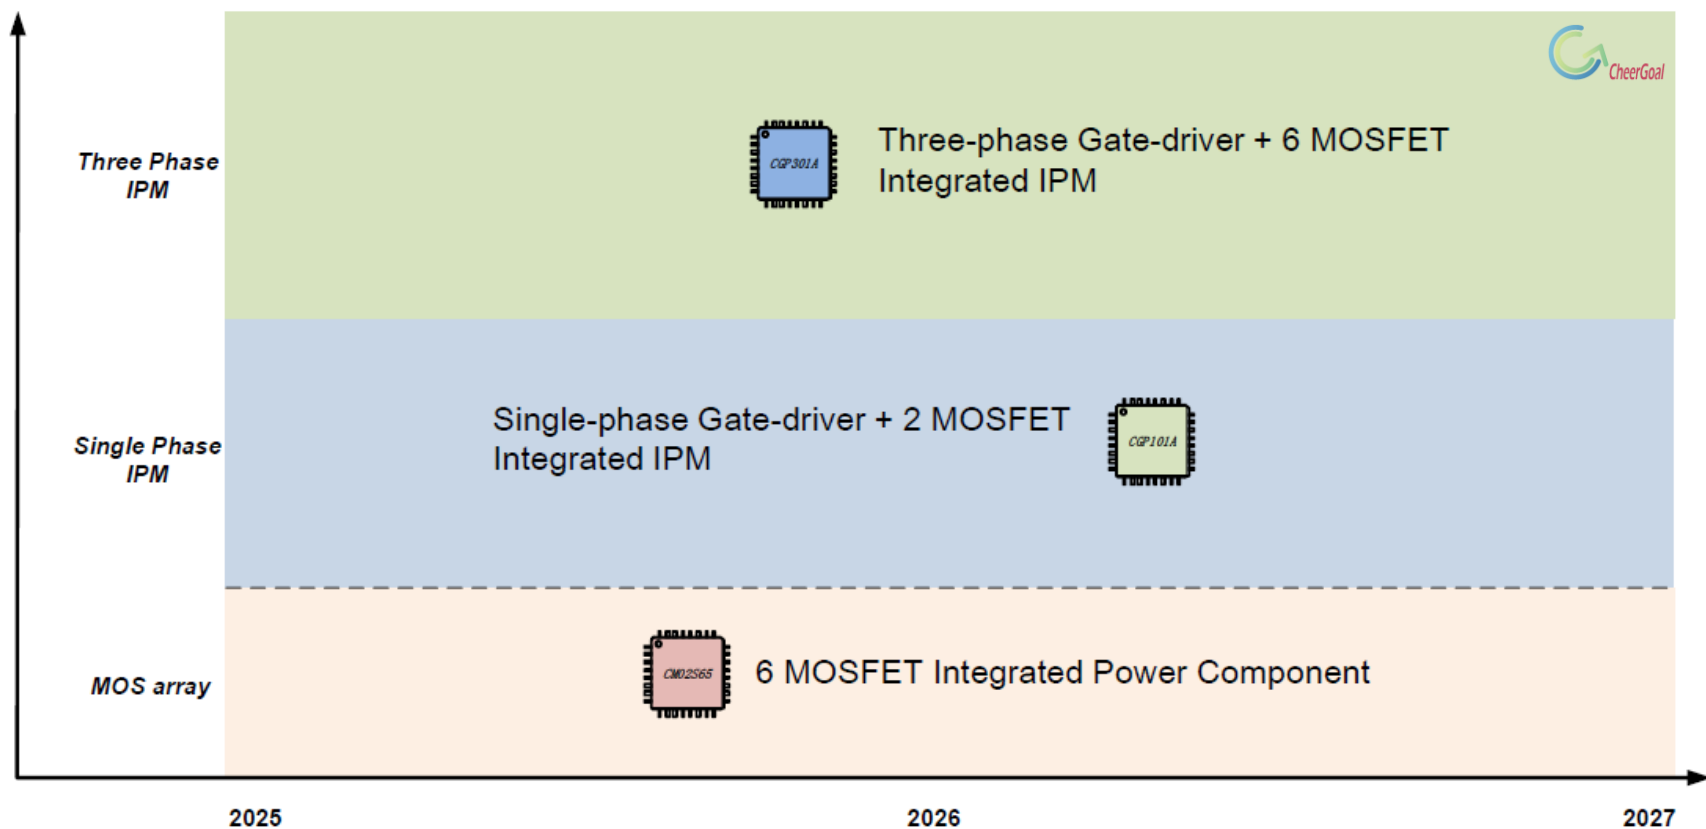 CheerGoal
Three Phase
IPM
CGP301A
Three-phase Gate-driver + 6 MOSFET
Integrated IPM
Single Phase
IPM
Single-phase Gate-driver + 2 MOSFET
Integrated IPM
CGP101A
MOS array
CM02S65
6 MOSFET Integrated Power Component
2025
2026
2027